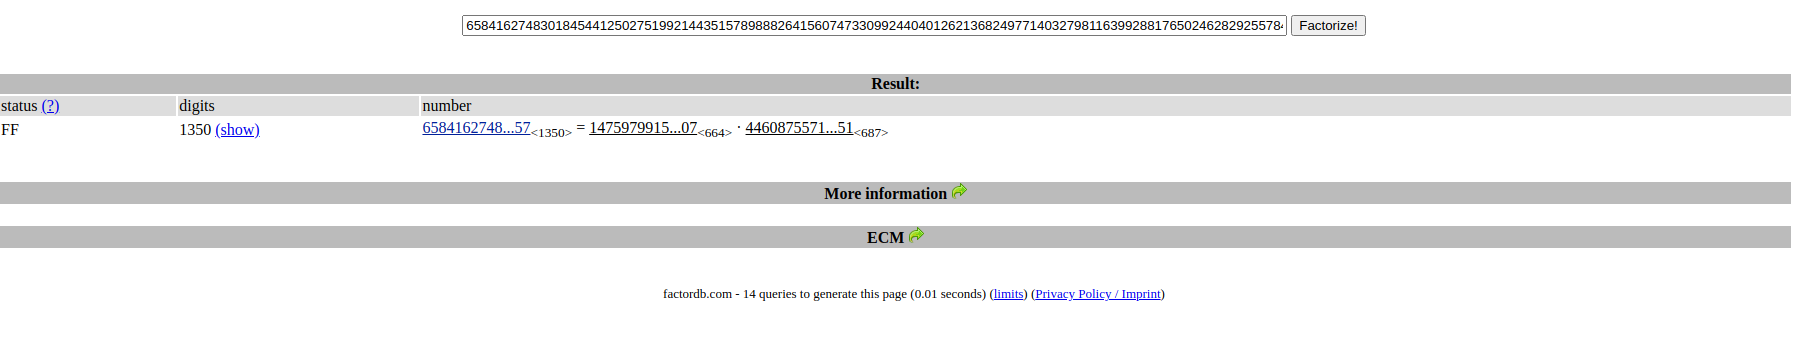 65841627483018454412502751992144351578988826415607473309924404012621368249771403279811639928817650246282925578 Factorize!
Result:
status (?) digits number
FF 1350 (show) 6584162748...57<1350> = 1475979915...07<664> · 4460875571...51<687>
More information
ECM
factordb.com - 14 queries to generate this page (0.01 seconds) (limits) (Privacy Policy / Imprint)